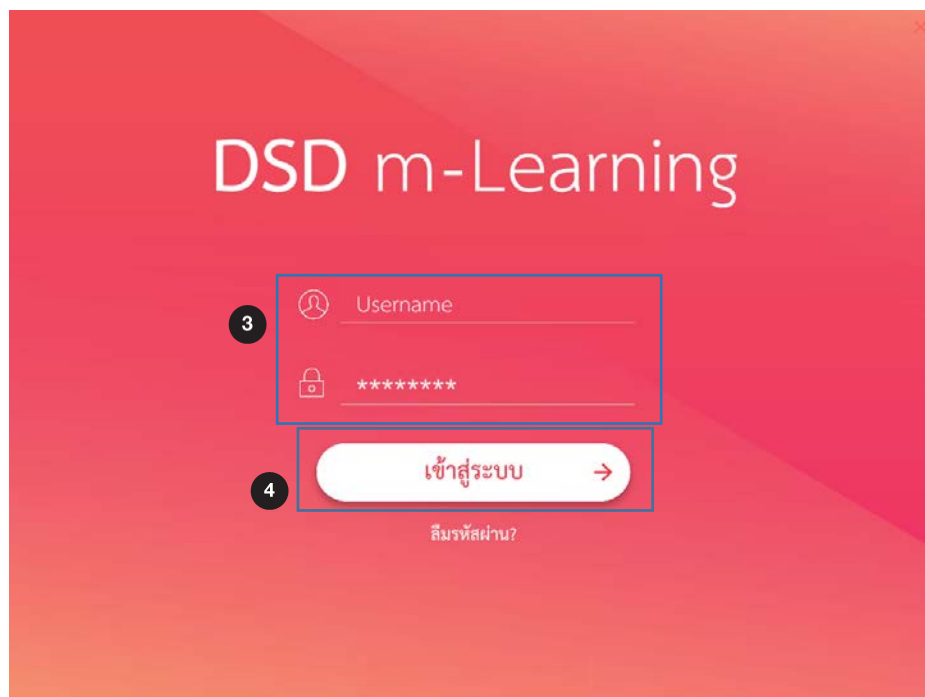 DSD m-Learning
Username
3
********
เข้าสู่ระบบ
4
ลืมรหัสผ่าน?